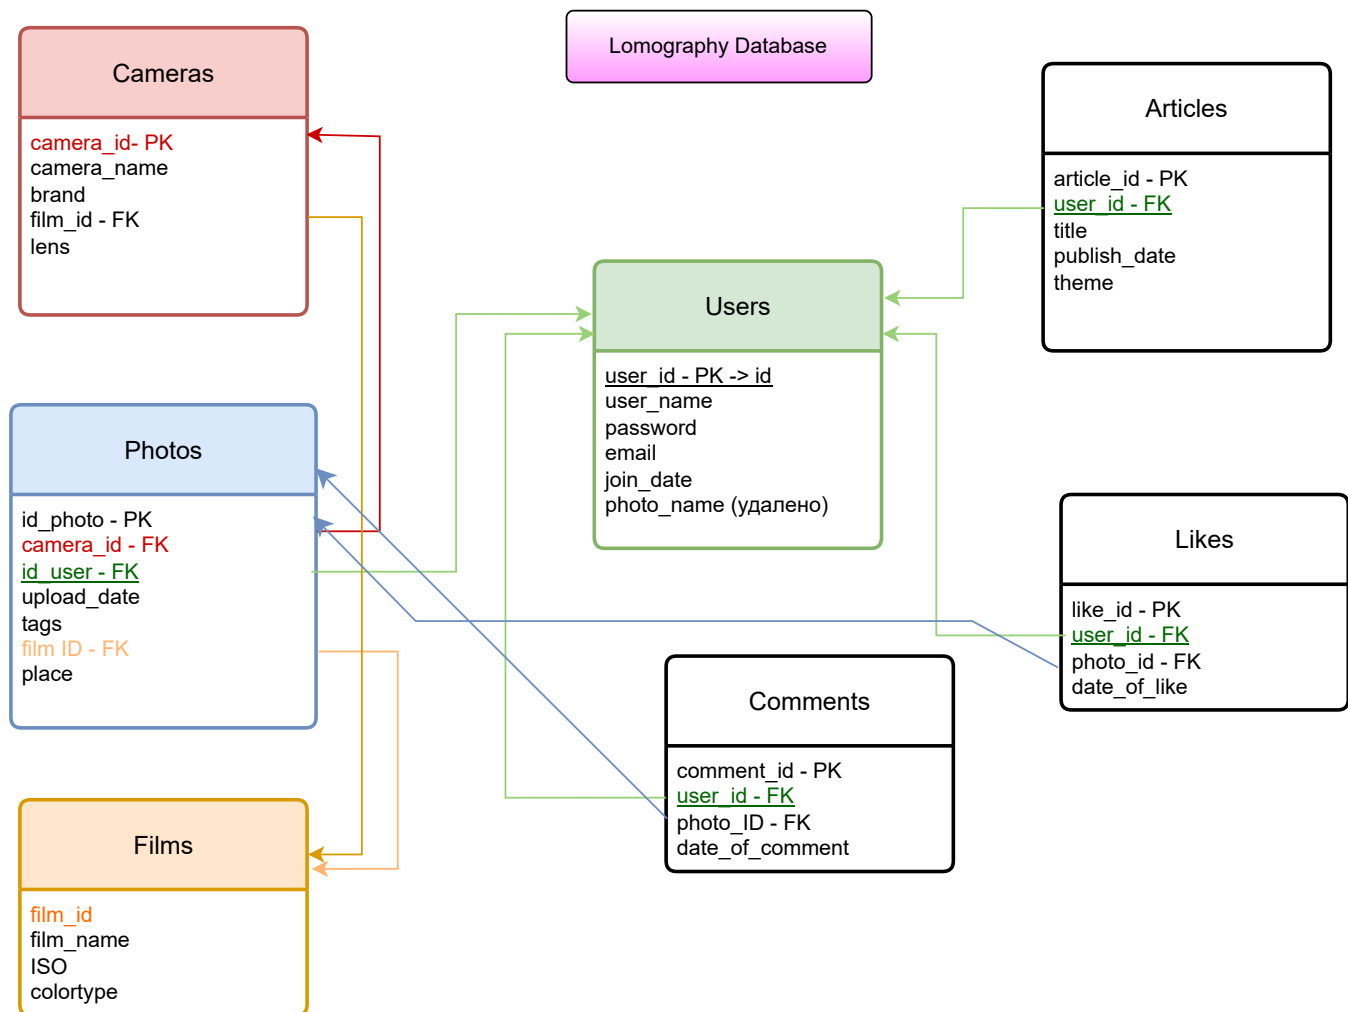 Lomography Database
Cameras
camera_id- PK
camera_name
brand
film_id - FK
lens
Articles
article_id - PK
user_id - FK
title
publish_date
theme
Users
user_id - PK -> id
user_name
password
email
join_date
photo_name (удалено)
Photos
id_photo - PK
camera_id - FK
id_user - FK
upload_date
tags
film ID - FK
place
Likes
like_id - PK
user_id - FK
photo_id - FK
date_of_like
Comments
comment_id - PK
user_id - FK
photo_ID - FK
date_of_comment
Films
film_id
film_name
ISO
colortype